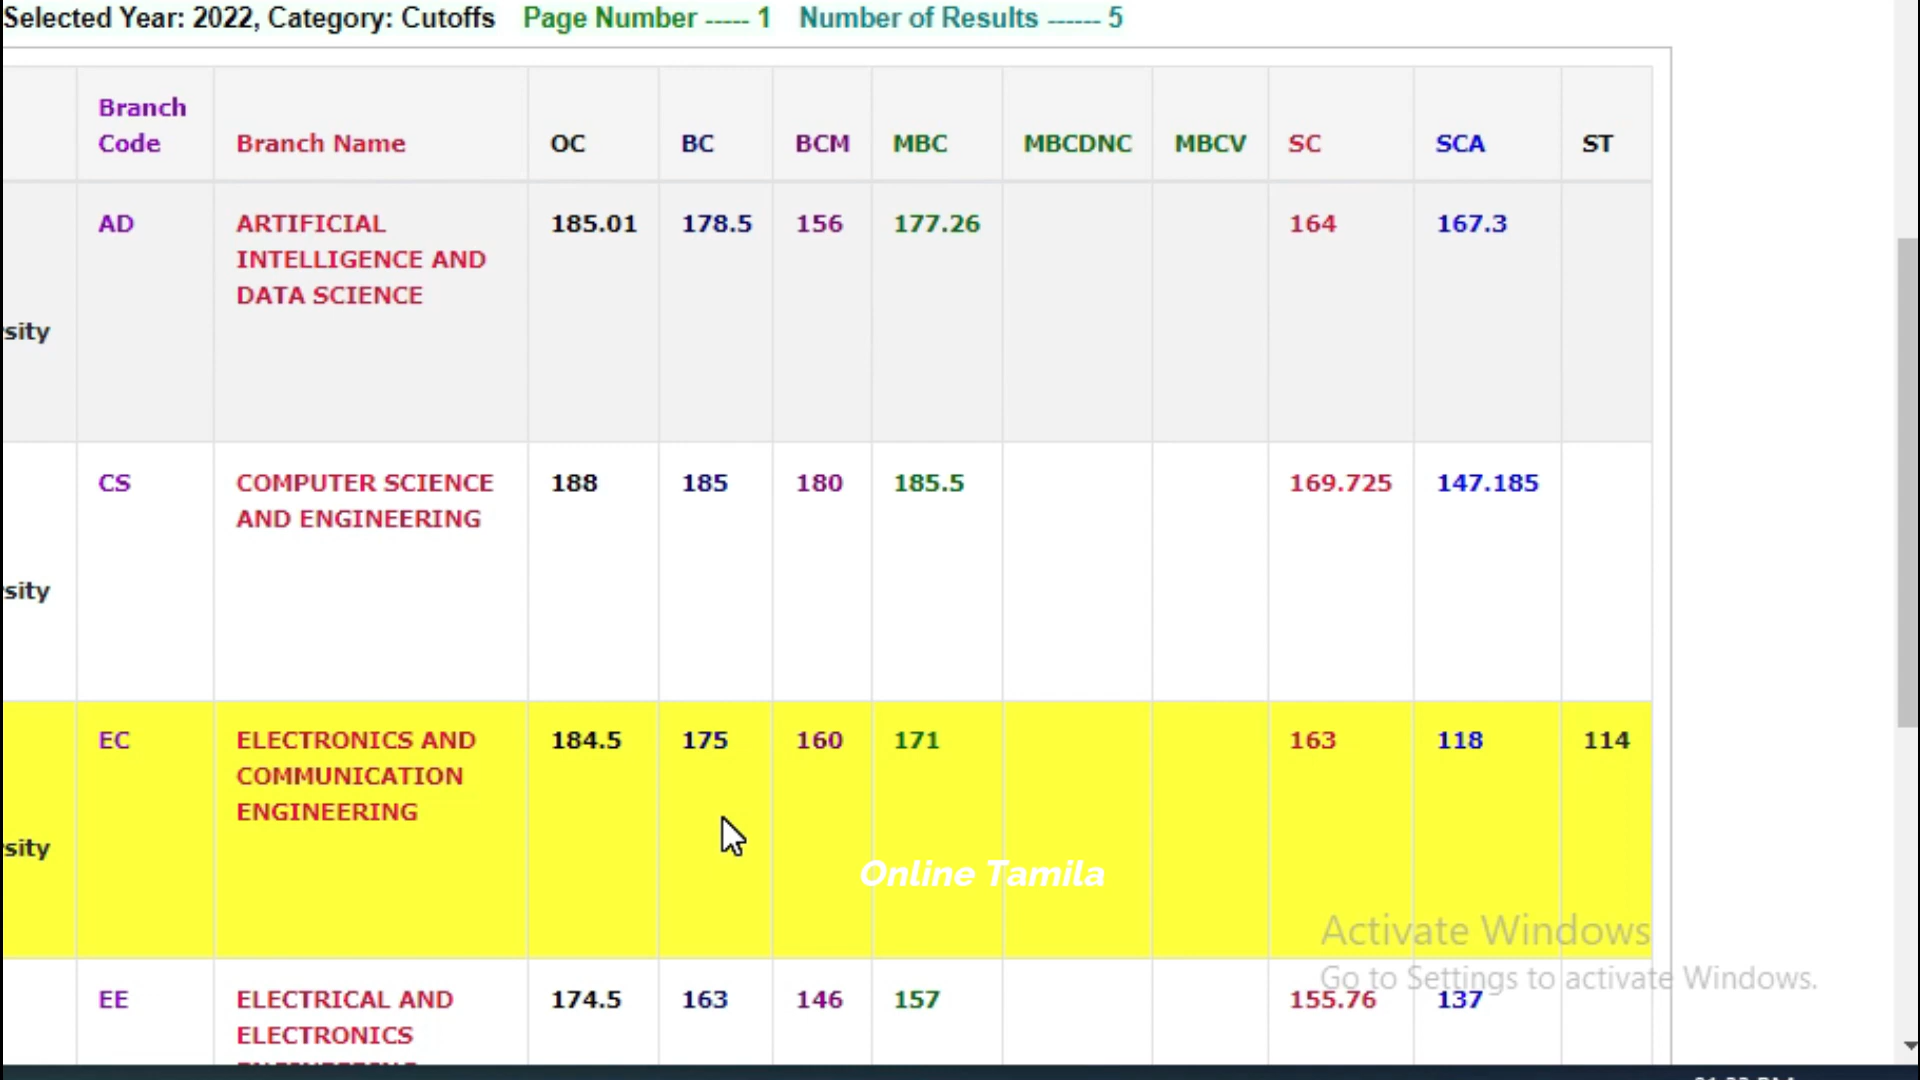 Selected Year: 2022, Category: Cutoffs Page Number ----- 1 Number of Results ------ 5
Branch Code Branch Name OC BC BCM MBC MBCDNC MBCV SC SCA ST
AD ARTIFICIAL 185.01 178.5 156 177.26 164 167.3
INTELLIGENCE AND
DATA SCIENCE
sity
CS COMPUTER SCIENCE 188 185 180 185.5 169.725 147.185
AND ENGINEERING
sity
EC ELECTRONICS AND 184.5 175 160 171 163 118 114
COMMUNICATION
ENGINEERING
sity
Online Tamila
Activate Windows
Go to Settings to activate Windows.
EE ELECTRICAL AND 174.5 163 146 157 155.76 137
ELECTRONICS